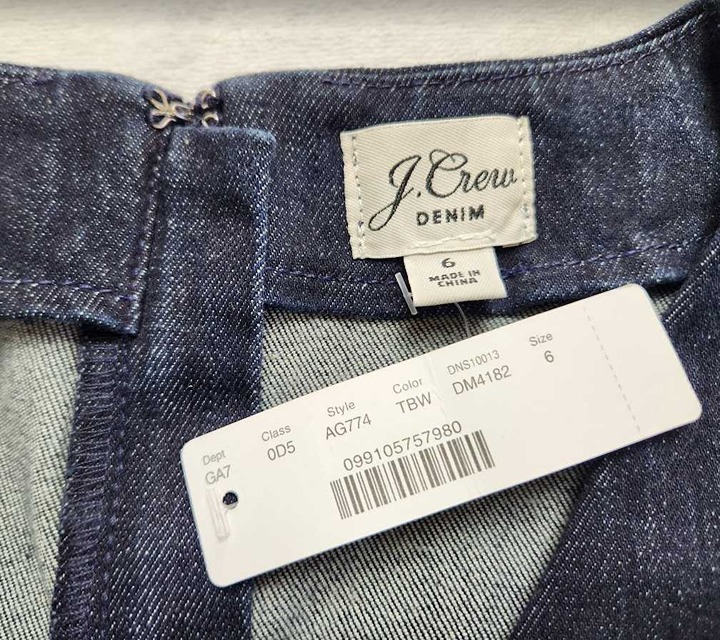 J.Crew
DENIM
6
MADE IN
CHINA
Dept Class Style Color DNS10013 Size
GA7 0D5 AG774 TBW DM4182 6
099105757980